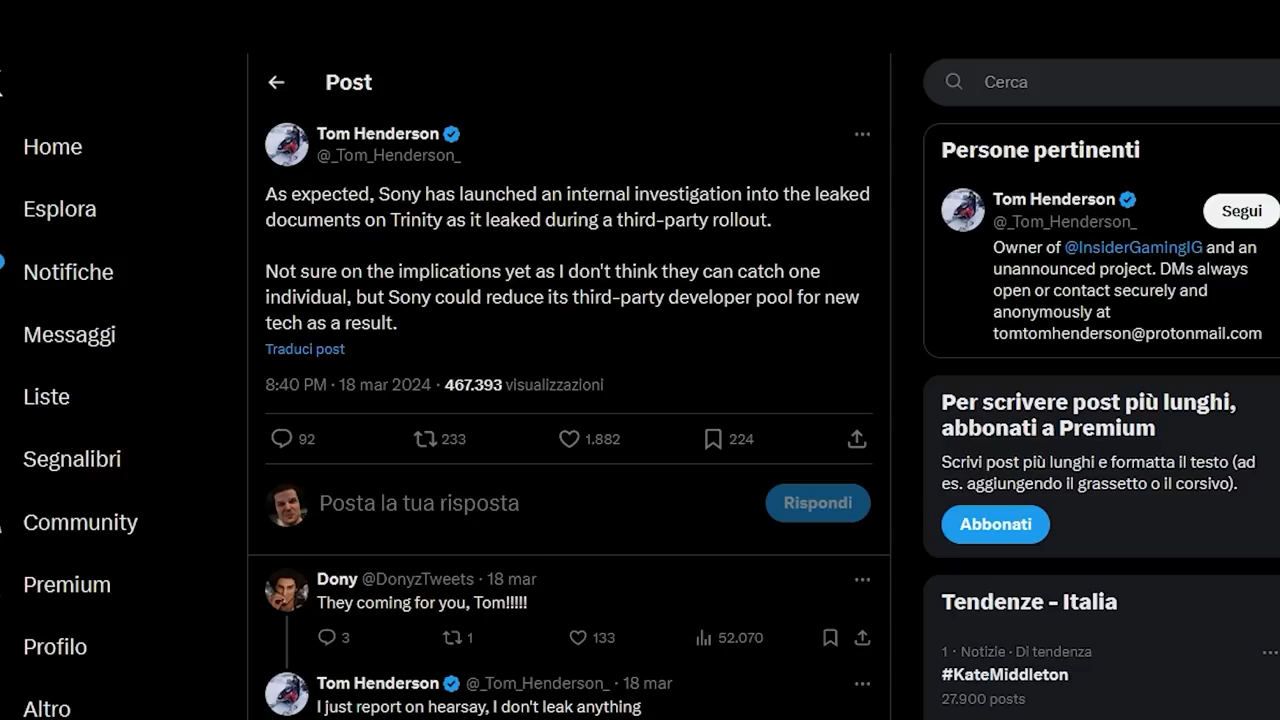 Home
Esplora
Notifiche
Messaggi
Liste
Segnalibri
Community
Premium
Profilo
Altro
Post
Tom Henderson
@_Tom_Henderson_
As expected, Sony has launched an internal investigation into the leaked
documents on Trinity as it leaked during a third-party rollout.
Not sure on the implications yet as I don't think they can catch one
individual, but Sony could reduce its third-party developer pool for new
tech as a result.
Traduci post
8:40 PM · 18 mar 2024 · 467.393 visualizzazioni
92 233 1.882 224
Posta la tua risposta
Rispondi
Dony @DonyzTweets · 18 mar
They coming for you, Tom!!!!!
3 1 133 52.070
Tom Henderson @_Tom_Henderson_ · 18 mar
I just report on hearsay, I don't leak anything
Cerca
Persone pertinenti
Tom Henderson
@_Tom_Henderson_
Segui
Owner of @InsiderGamingIG and an
unannounced project. DMs always
open or contact securely and
anonymously at
tomtomhenderson@protonmail.com
Per scrivere post più lunghi,
abbonati a Premium
Scrivi post più lunghi e formatta il testo (ad
es. aggiungendo il grassetto o il corsivo).
Abbonati
Tendenze - Italia
1 · Notizie · Di tendenza
#KateMiddleton
27.900 posts